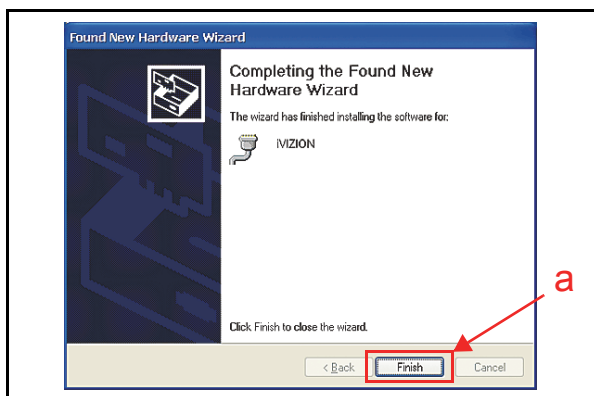 Found New Hardware Wizard
Completing the Found New
Hardware Wizard
The wizard has finished installing the software for:
iVIZION
Click Finish to close the wizard.
a
< Back
Finish
Cancel